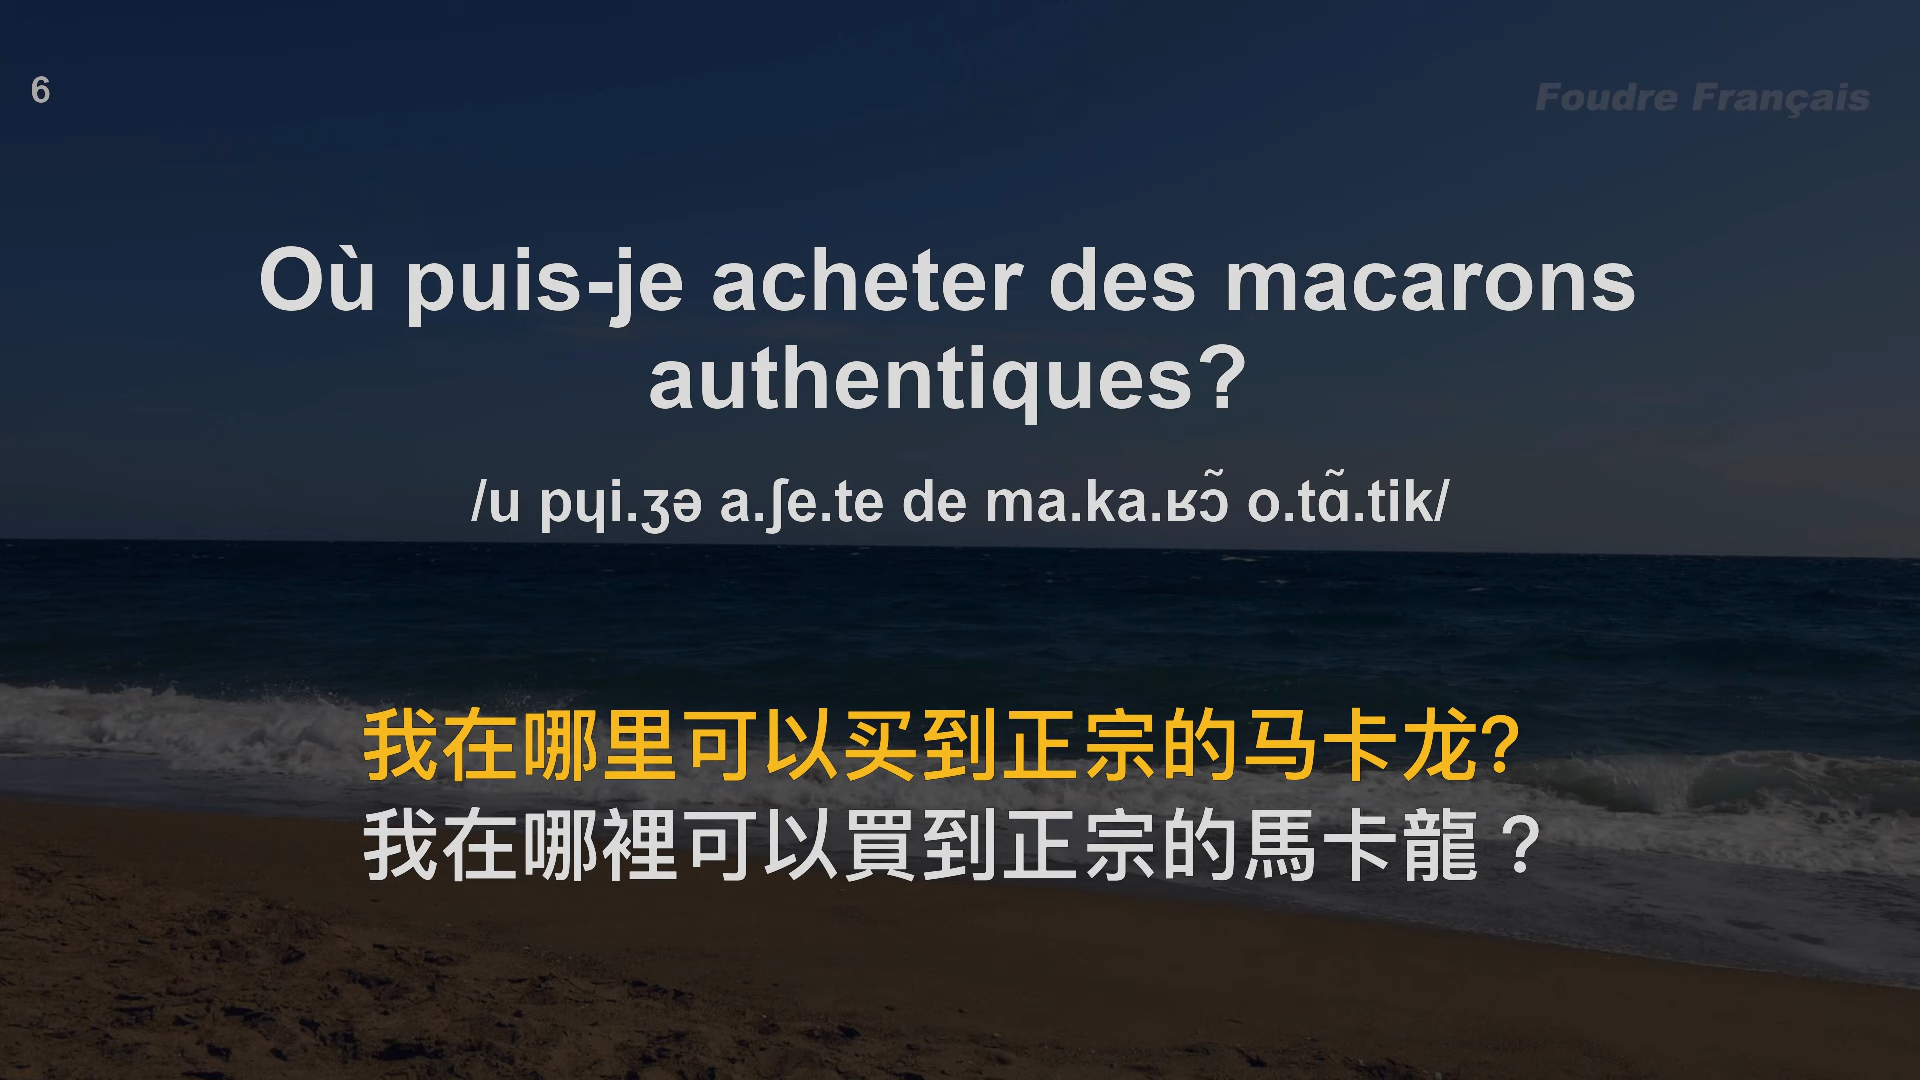 6
Foudre Français
Où puis-je acheter des macarons
authentiques?
/u pɥi.ʒə a.ʃe.te de ma.ka.ʁɔ̃ o.tɑ̃.tik/
我在哪里可以买到正宗的马卡龙?
我在哪裡可以買到正宗的馬卡龍？